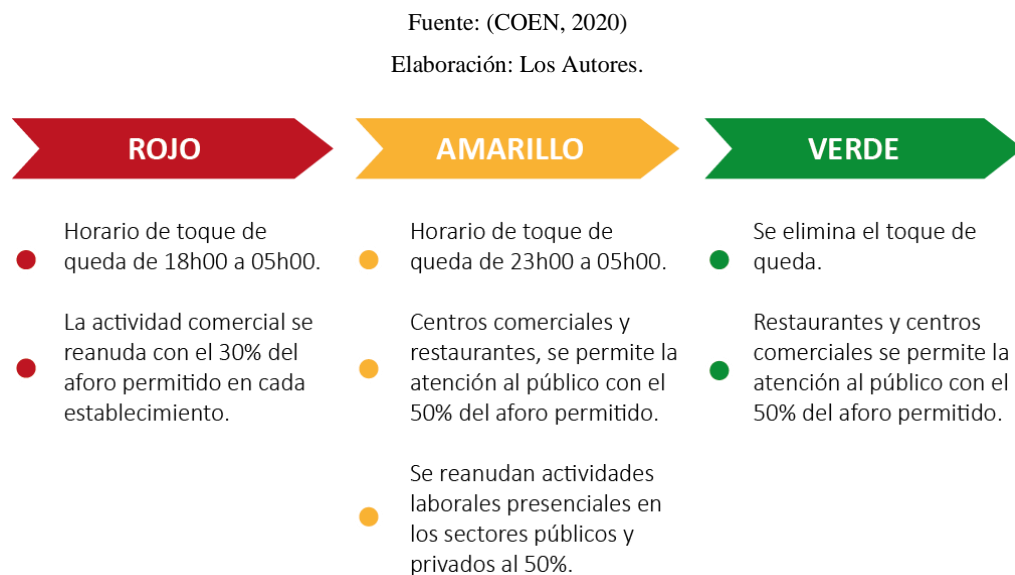 Fuente: (COEN, 2020)
Elaboración: Los Autores.
ROJO
Horario de toque de
queda de 18h00 a 05h00.
La actividad comercial se
reanuda con el 30% del
aforo permitido en cada
establecimiento.
AMARILLO
Horario de toque de
queda de 23h00 a 05h00.
Centros comerciales y
restaurantes, se permite la
atención al público con el
50% del aforo permitido.
Se reanudan actividades
laborales presenciales en
los sectores públicos y
privados al 50%.
VERDE
Se elimina el toque de
queda.
Restaurantes y centros
comerciales se permite la
atención al público con el
50% del aforo permitido.